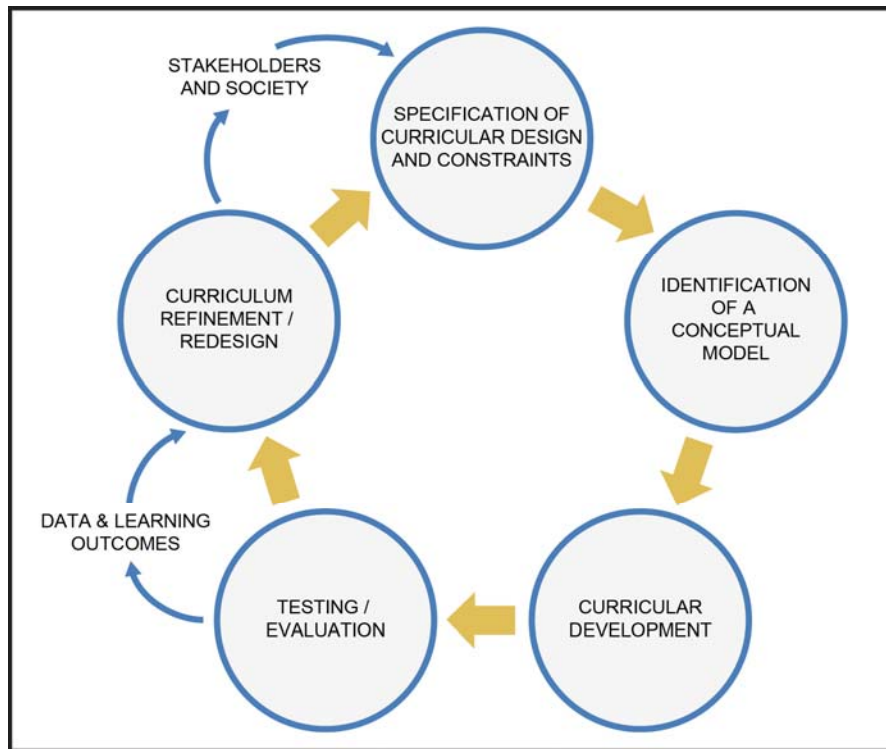 STAKEHOLDERS
AND SOCIETY
SPECIFICATION OF
CURRICULAR DESIGN
AND CONSTRAINTS
IDENTIFICATION
OF A
CONCEPTUAL
MODEL
CURRICULAR
DEVELOPMENT
TESTING /
EVALUATION
DATA & LEARNING
OUTCOMES
CURRICULUM
REFINEMENT /
REDESIGN